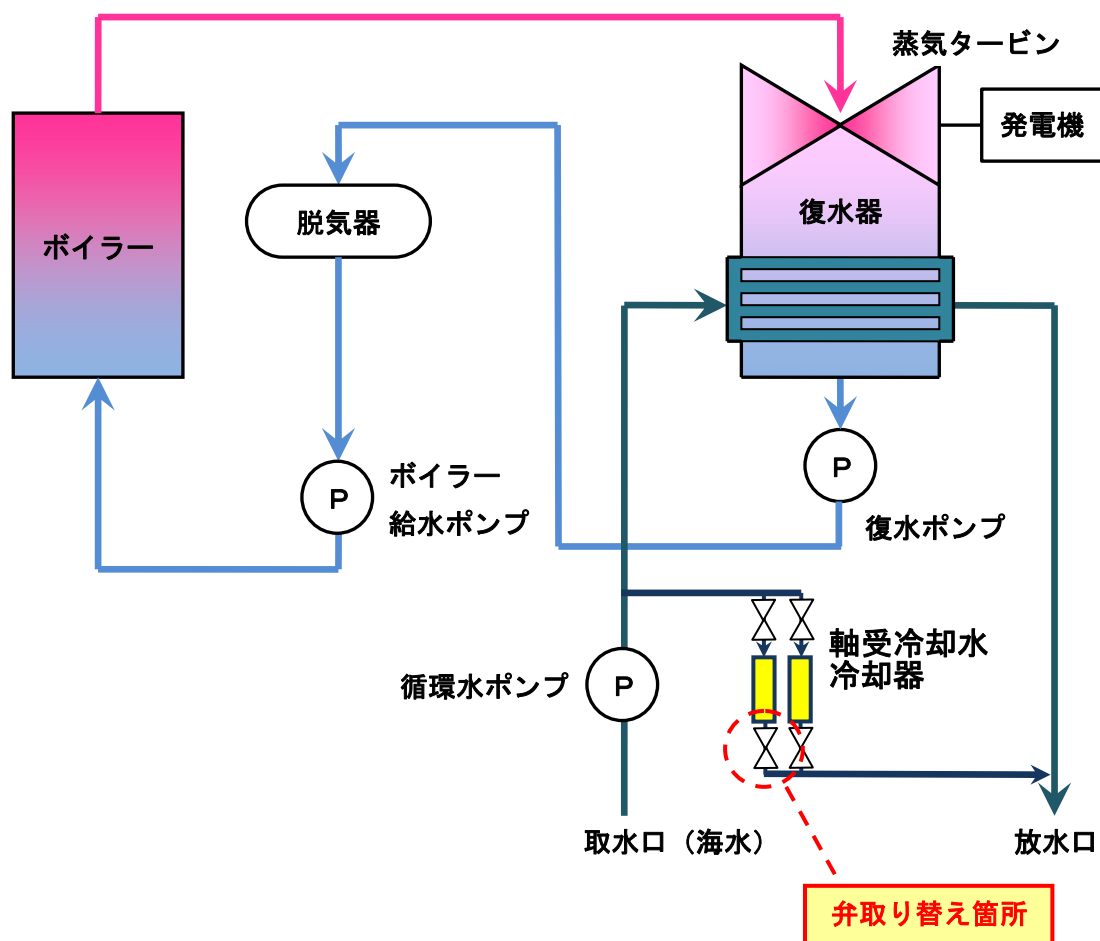 蒸気タービン
発電機
復水器
脱気器
ボイラー
P
ボイラー
給水ポンプ
P
復水ポンプ
軸受冷却水
冷却器
循環水ポンプ
P
取水口（海水）
放水口
弁取り替え箇所